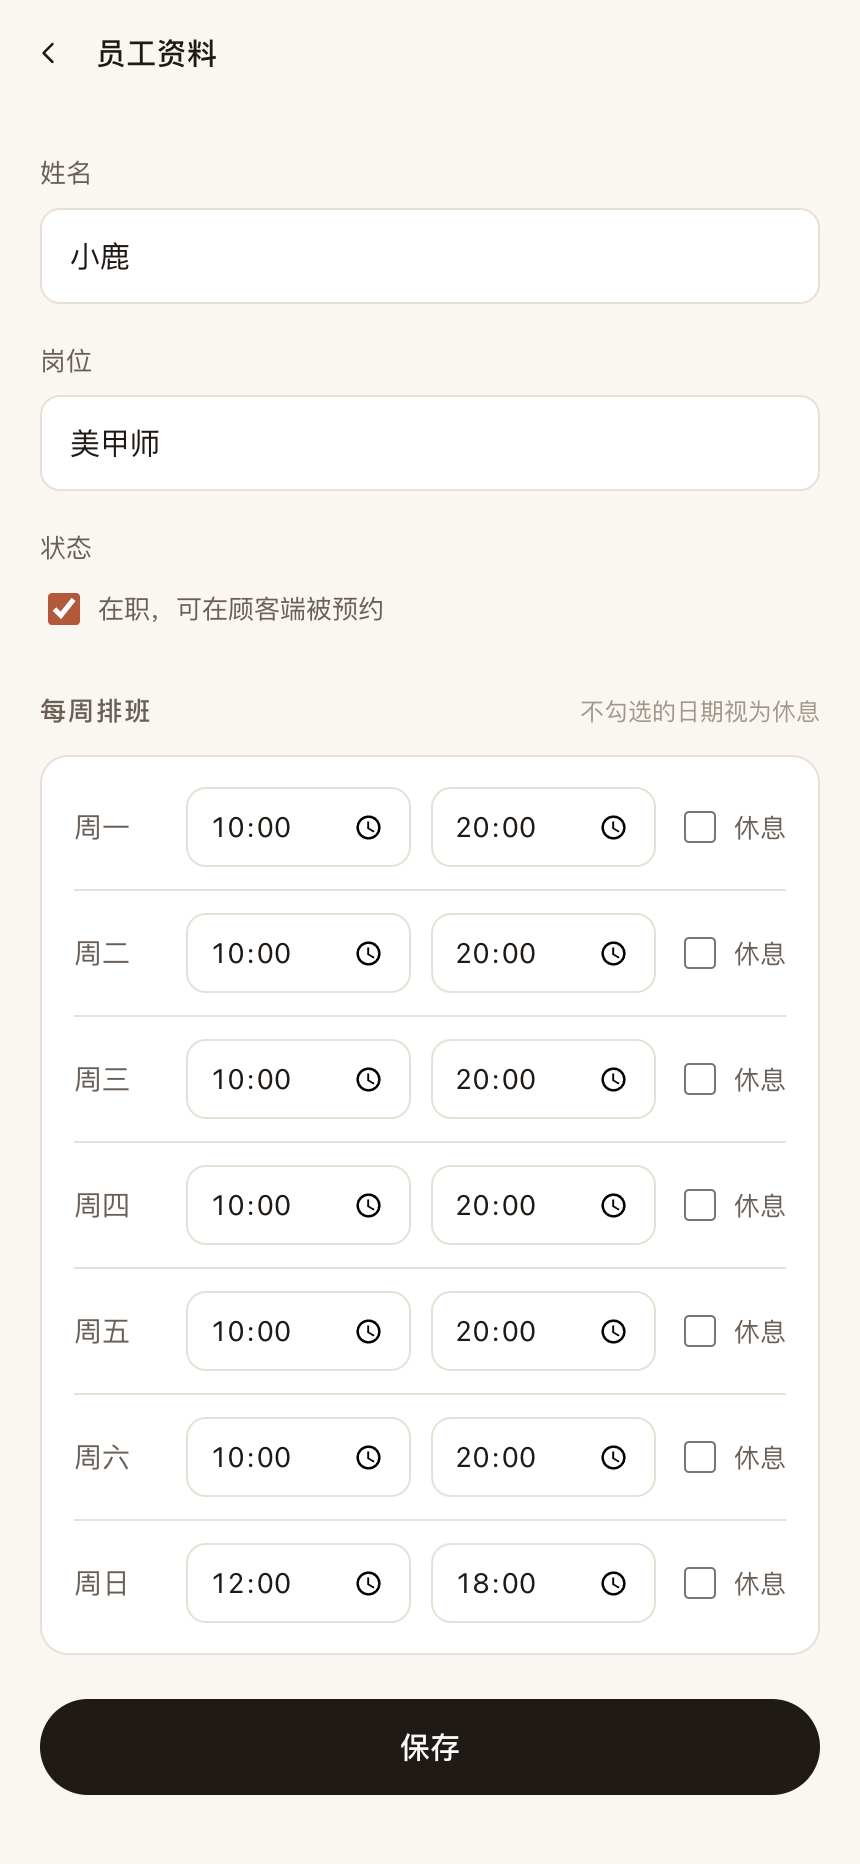 员工资料
姓名
小鹿
岗位
美甲师
状态
在职，可在顾客端被预约
每周排班 不勾选的日期视为休息
周一 10:00 20:00 休息
周二 10:00 20:00 休息
周三 10:00 20:00 休息
周四 10:00 20:00 休息
周五 10:00 20:00 休息
周六 10:00 20:00 休息
周日 12:00 18:00 休息
保存